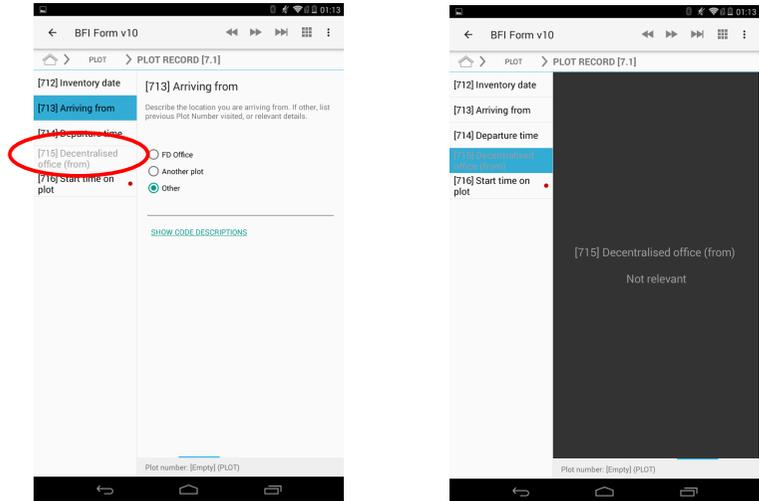 01:13
BFI Form v10
PLOT
PLOT RECORD [7.1]
[712] Inventory date
[713] Arriving from
[714] Departure time
[715] Decentralised
office (from)
[716] Start time on
plot
[713] Arriving from
Describe the location you are arriving from. If other, list
previous Plot Number visited, or relevant details.
FD Office
Another plot
Other
SHOW CODE DESCRIPTIONS
Plot number: [Empty] (PLOT)
01:13
BFI Form v10
PLOT
PLOT RECORD [7.1]
[712] Inventory date
[713] Arriving from
[714] Departure time
[715] Decentralised
office (from)
[716] Start time on
plot
[715] Decentralised office (from)
Not relevant
Plot number: [Empty] (PLOT)